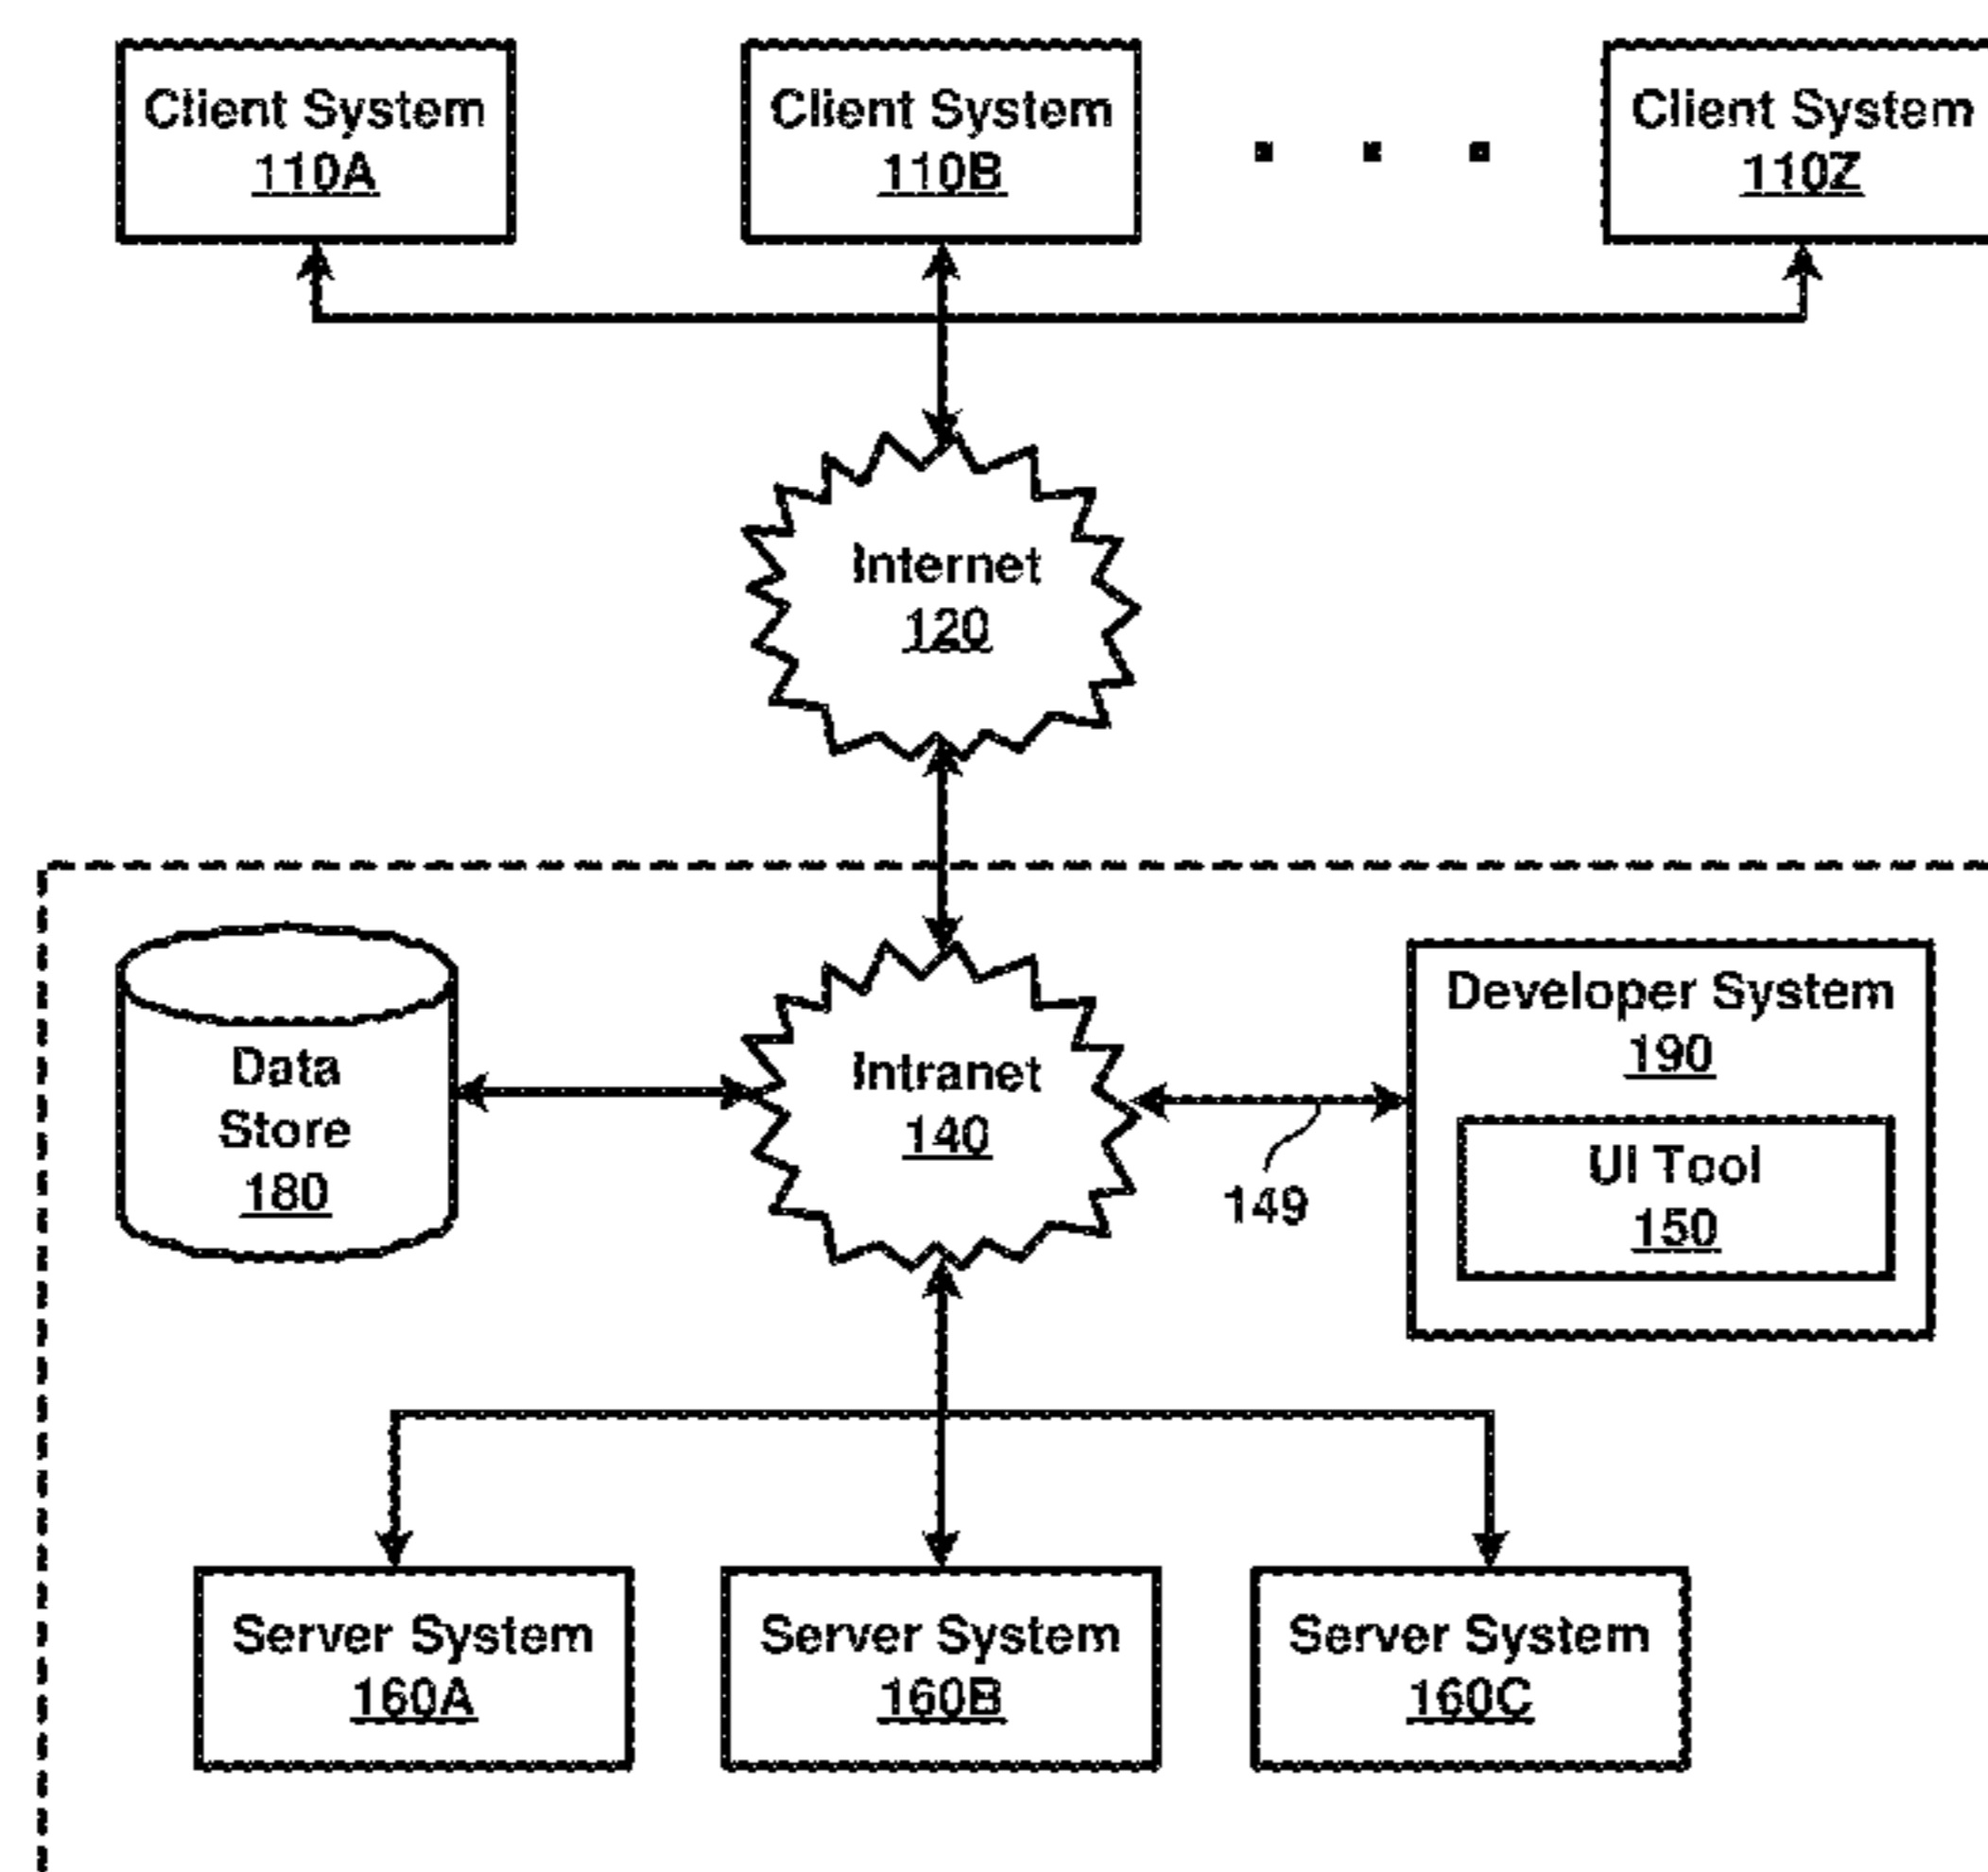 Client System
110A
Client System
110B
Client System
110Z
Internet
120
Data
Store
180
Intranet
140
149
Developer System
190
UI Tool
150
Server System
160A
Server System
160B
Server System
160C